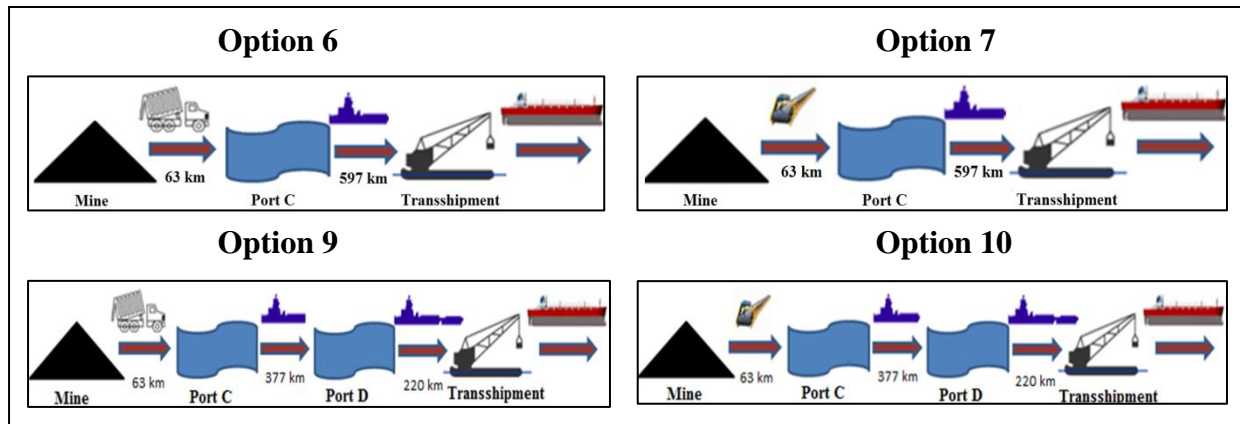 Option 6
63 km
597 km
Mine
Port C
Transshipment
Option 7
63 km
597 km
Mine
Port C
Transshipment
Option 9
63 km
377 km
220 km
Mine
Port C
Port D
Transshipment
Option 10
63 km
377 km
220 km
Mine
Port C
Port D
Transshipment